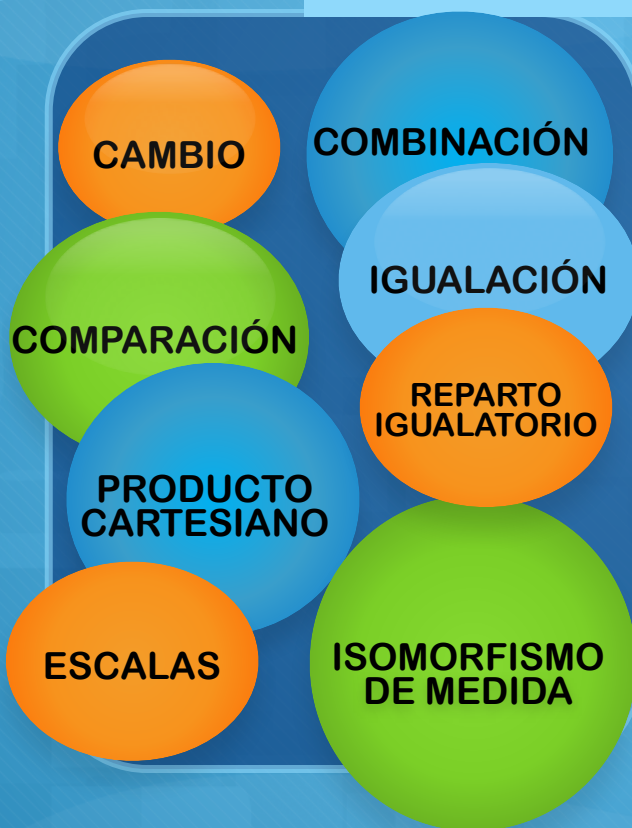 CAMBIO
COMBINACIÓN
IGUALACIÓN
COMPARACIÓN
REPARTO
IGUALATORIO
PRODUCTO
CARTESIANO
ESCALAS
ISOMORFISMO
DE MEDIDA